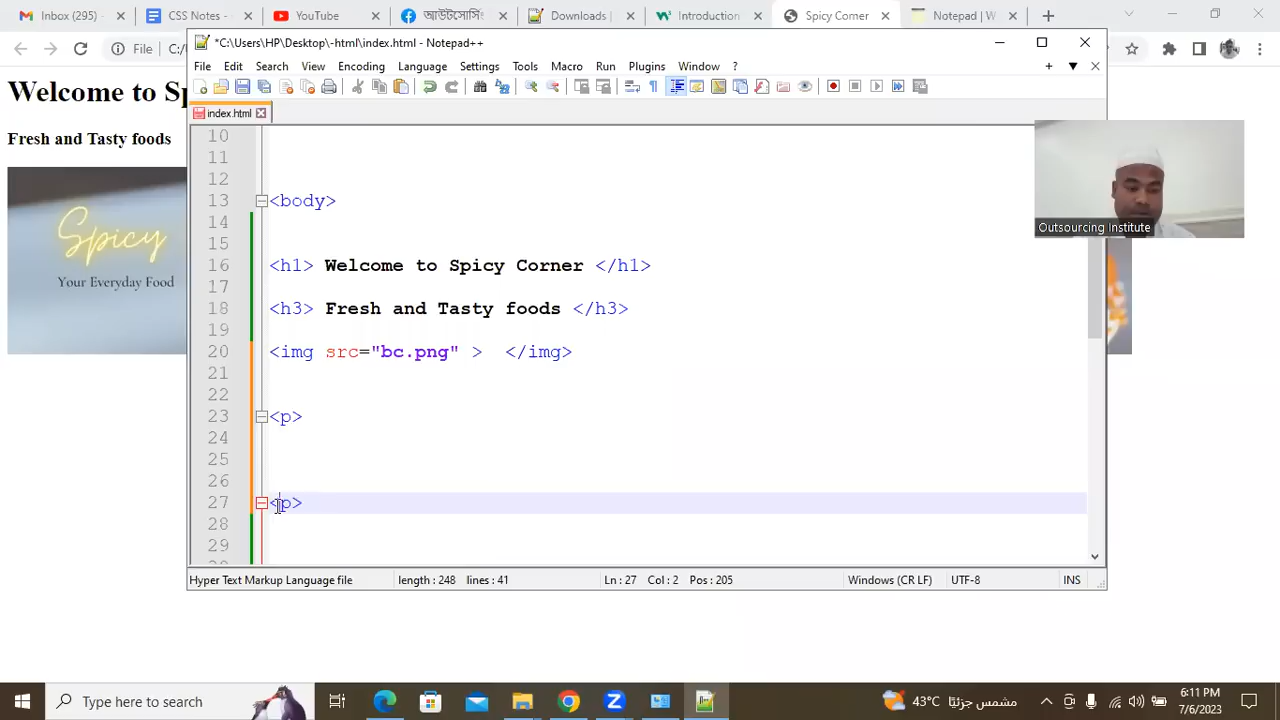 Inbox (295) -
CSS Notes -
YouTube
আউটসোর্সিং
Downloads |
Introduction
Spicy Corner
Notepad | W
File
C:/
*C:\Users\HP\Desktop\-html\index.html - Notepad++
File Edit Search View Encoding Language Settings Tools Macro Run Plugins Window ?
index.html
Welcome to Sp
Fresh and Tasty foods
Spicy
Your Everyday Food
10
11
12
13 <body>
14
15
16 <h1> Welcome to Spicy Corner </h1>
17
18 <h3> Fresh and Tasty foods </h3>
19
20 <img src="bc.png" > </img>
21
22
23 <p>
24
25
26
27 <p>
28
29
Outsourcing Institute
Hyper Text Markup Language file length : 248 lines : 41 Ln : 27 Col : 2 Pos : 205 Windows (CR LF) UTF-8 INS
Type here to search
43°C مشمس جزئيًا
6:11 PM
7/6/2023